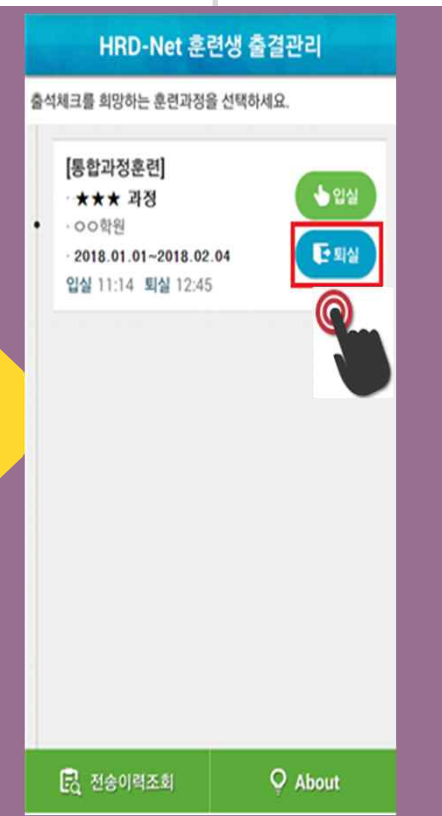 HRD-Net 훈련생 출결관리
출석체크를 희망하는 훈련과정을 선택하세요.
[통합과정훈련]
· ★★★ 과정
입실
· ○○학원
퇴실
· 2018.01.01~2018.02.04
입실 11:14 퇴실 12:45
전송이력조회
About